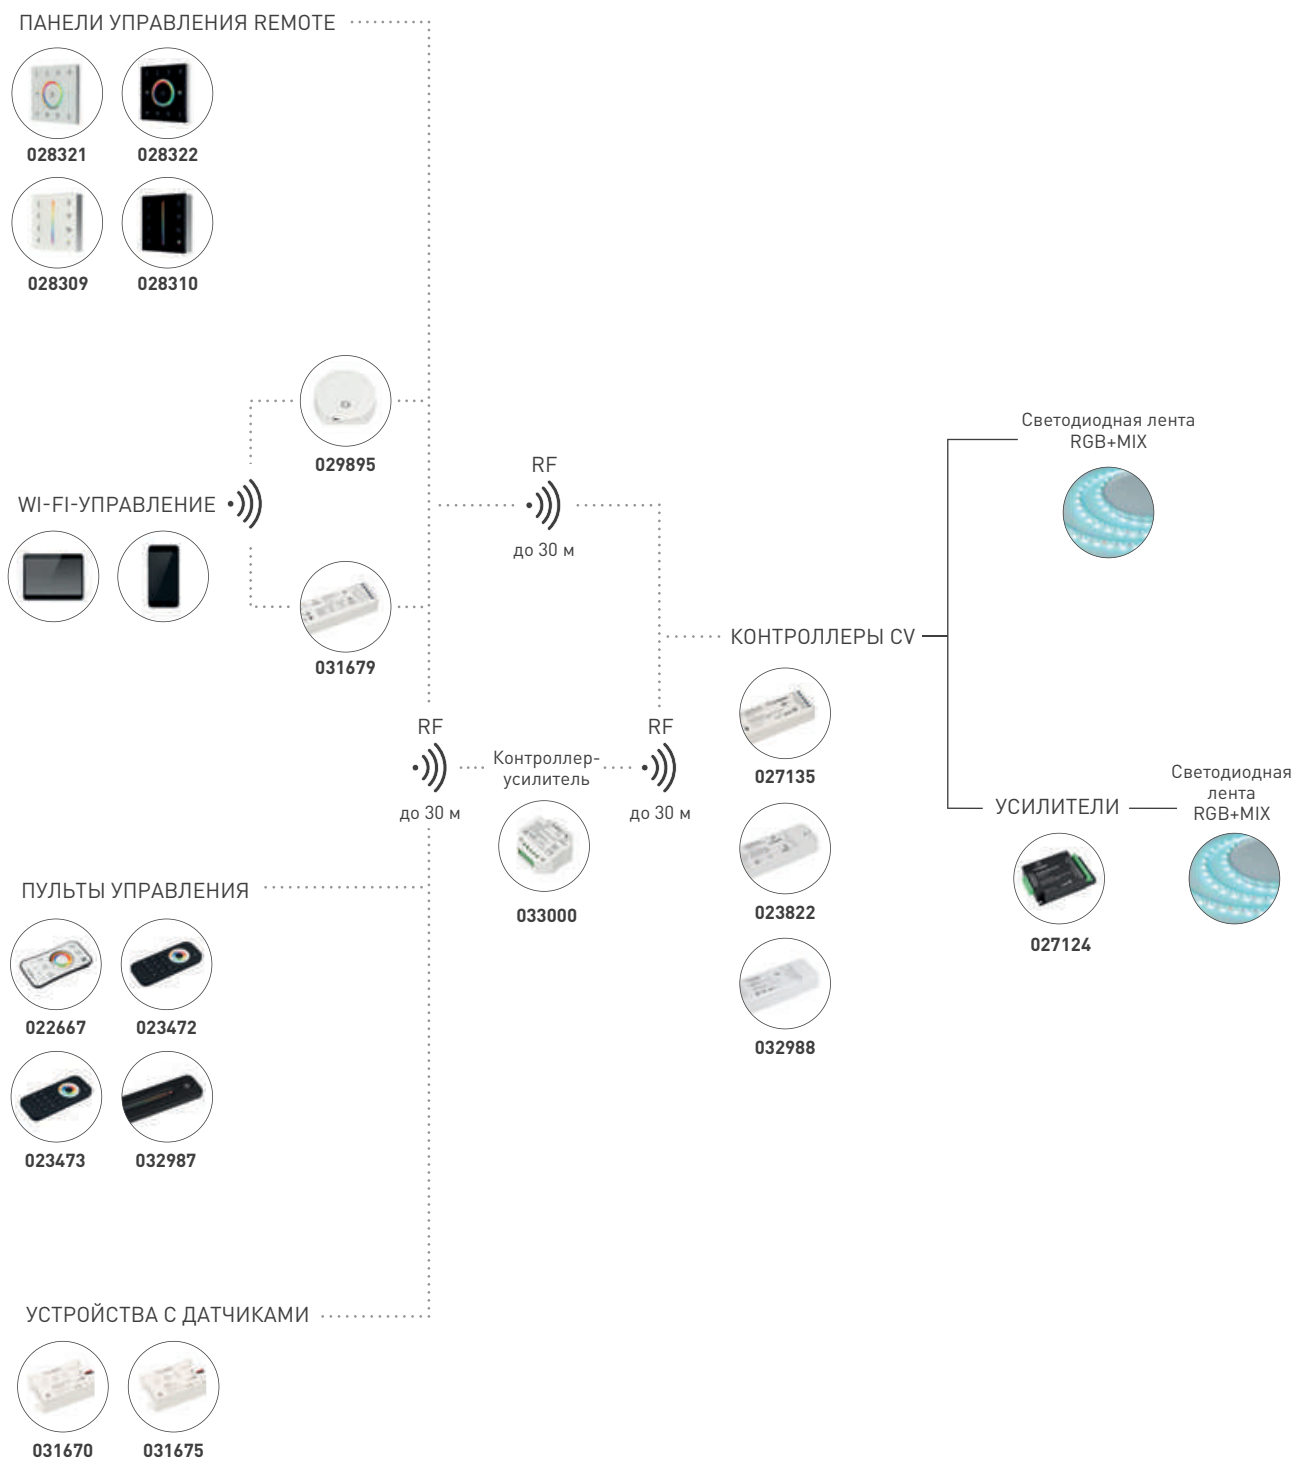 ПАНЕЛИ УПРАВЛЕНИЯ REMOTE
028321
028322
028309
028310
029895
WI-FI-УПРАВЛЕНИЕ
031679
RF
до 30 м
RF
до 30 м
Контроллер-
усилитель
033000
RF
до 30 м
ПУЛЬТЫ УПРАВЛЕНИЯ
022667
023472
023473
032987
УСТРОЙСТВА С ДАТЧИКАМИ
031670
031675
КОНТРОЛЛЕРЫ CV
027135
023822
032988
Светодиодная лента
RGB+MIX
УСИЛИТЕЛИ
027124
Светодиодная
лента
RGB+MIX